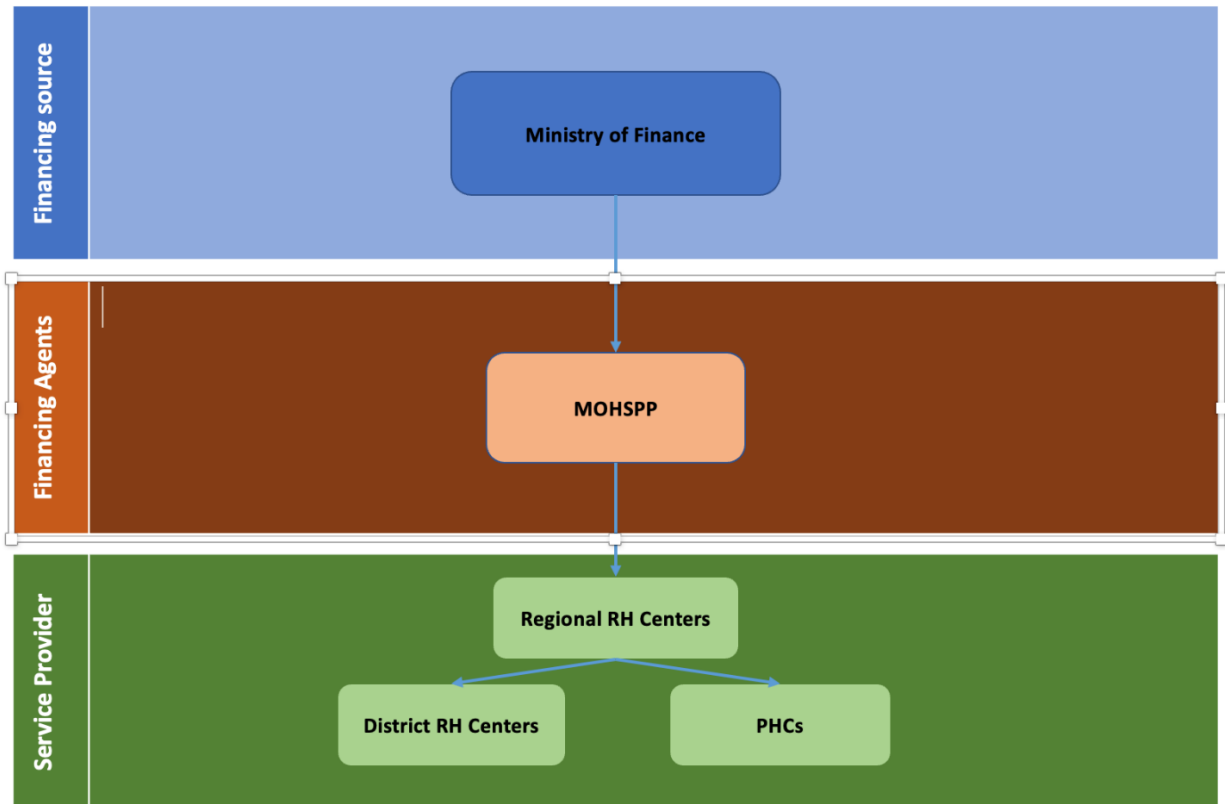 Financing source
Ministry of Finance
Financing Agents
MOHSPP
Service Provider
Regional RH Centers
District RH Centers
PHCs